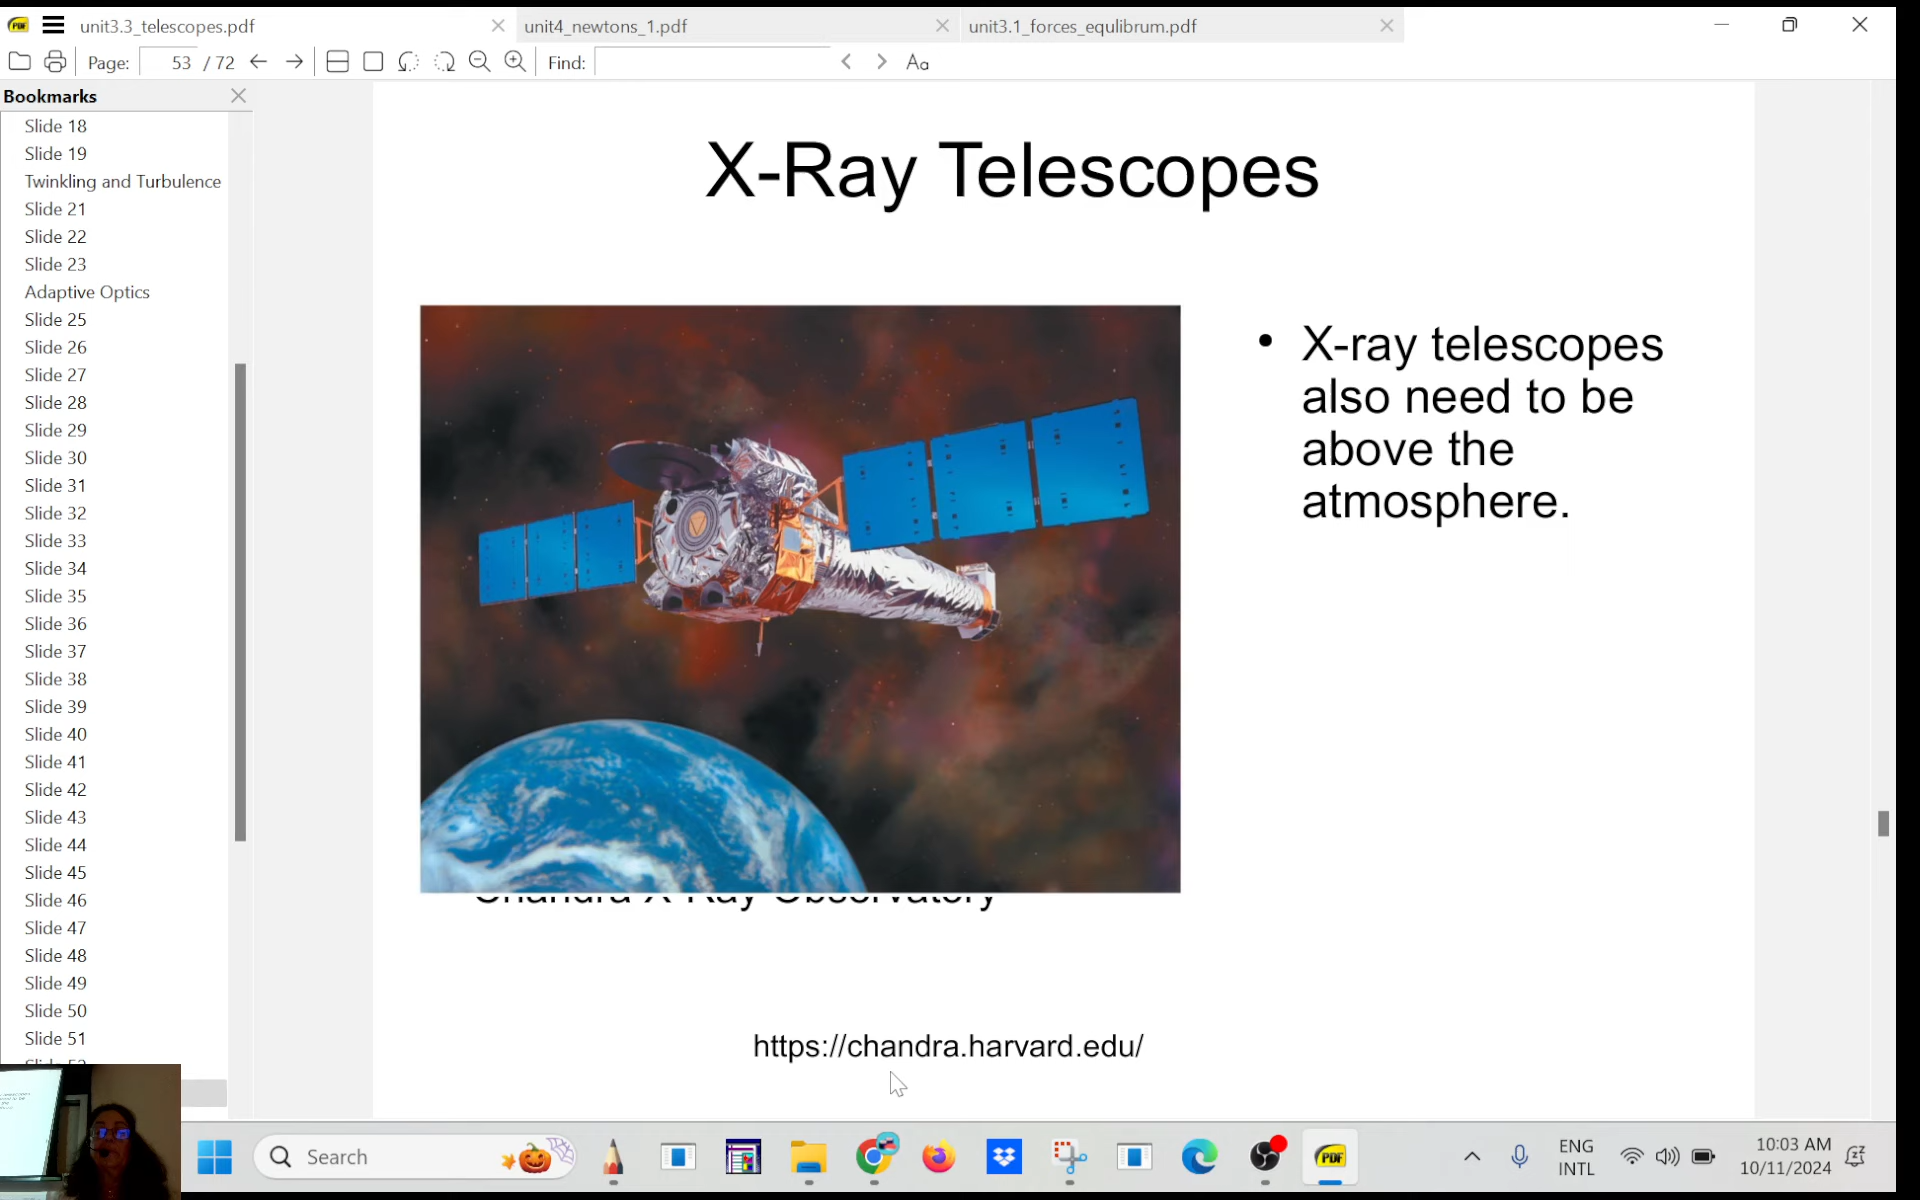 unit3.3_telescopes.pdf
unit4_newtons_1.pdf
unit3.1_forces_equlibrum.pdf
Page: 53 / 72
Find:
Aa
Bookmarks
Slide 18
Slide 19
Twinkling and Turbulence
Slide 21
Slide 22
Slide 23
Adaptive Optics
Slide 25
Slide 26
Slide 27
Slide 28
Slide 29
Slide 30
Slide 31
Slide 32
Slide 33
Slide 34
Slide 35
Slide 36
Slide 37
Slide 38
Slide 39
Slide 40
Slide 41
Slide 42
Slide 43
Slide 44
Slide 45
Slide 46
Slide 47
Slide 48
Slide 49
Slide 50
Slide 51
X-Ray Telescopes
• X-ray telescopes
also need to be
above the
atmosphere.
Chandra X-Ray Observatory
https://chandra.harvard.edu/
Search
PDF
ENG
INTL
10:03 AM
10/11/2024